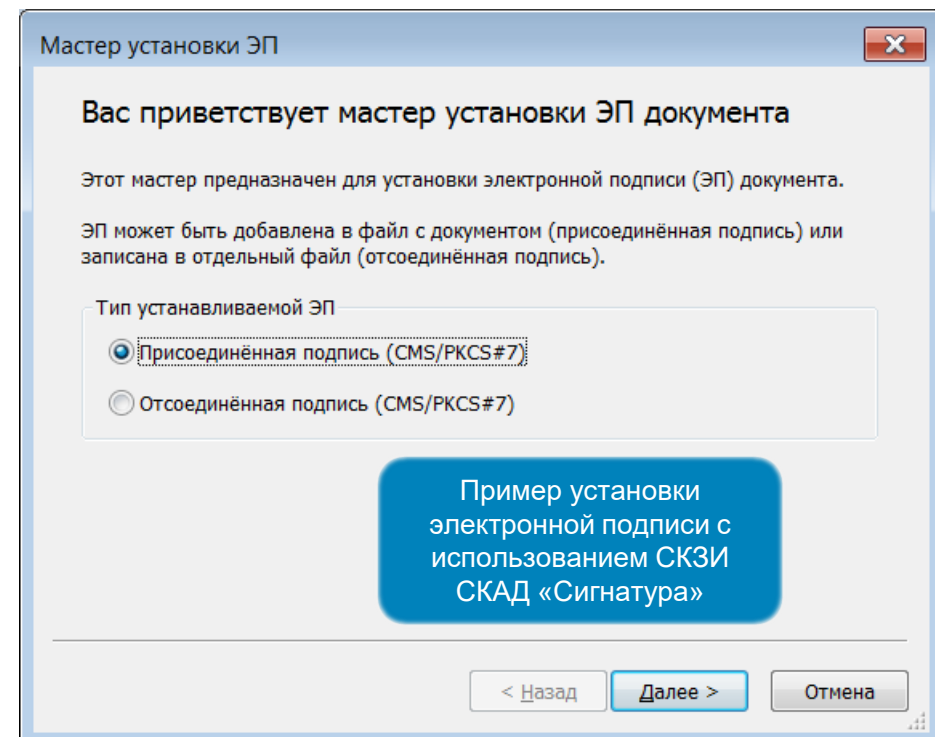 Мастер установки ЭП
Вас приветствует мастер установки ЭП документа
Этот мастер предназначен для установки электронной подписи (ЭП) документа.
ЭП может быть добавлена в файл с документом (присоединённая подпись) или
записана в отдельный файл (отсоединённая подпись).
Тип устанавливаемой ЭП
Присоединённая подпись (CMS/PKCS#7)
Отсоединённая подпись (CMS/PKCS#7)
Пример установки
электронной подписи с
использованием СКЗИ
СКАД «Сигнатура»
< Назад
Далее >
Отмена